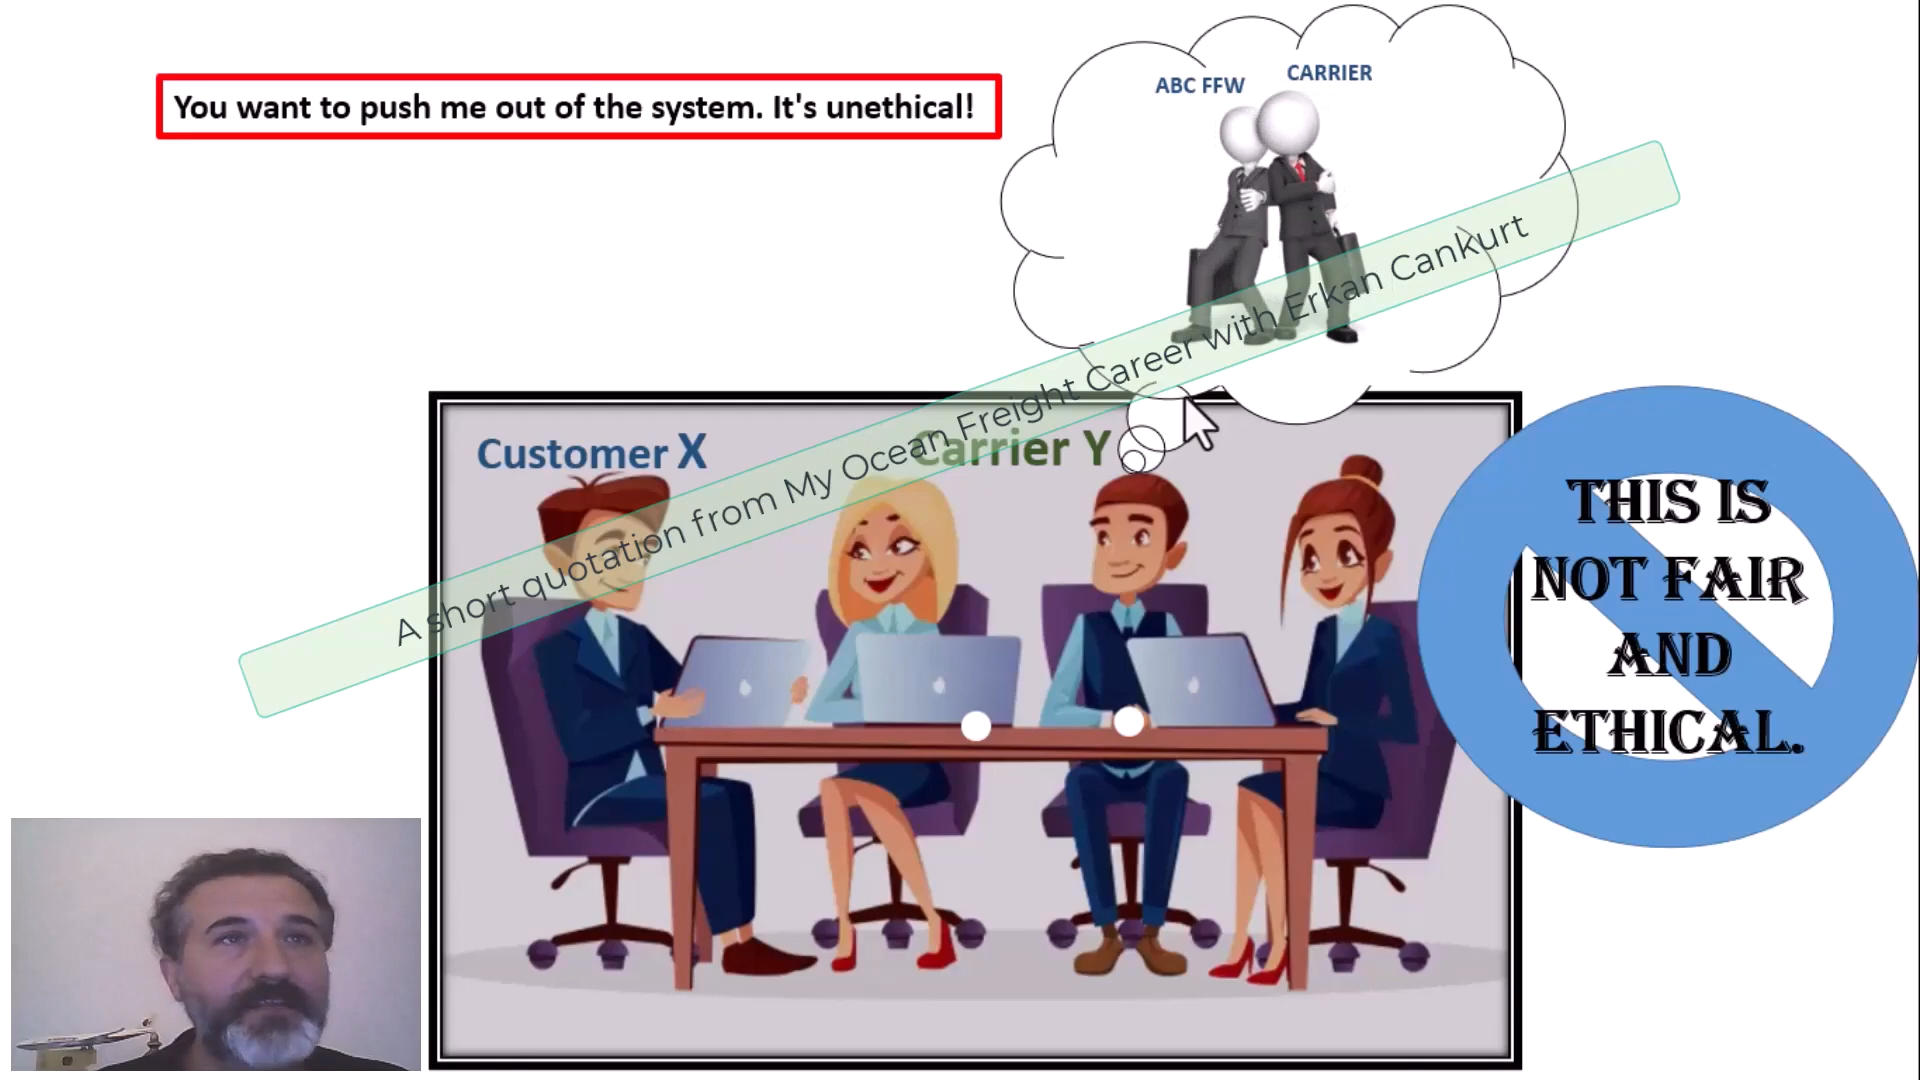 You want to push me out of the system. It's unethical!
ABC FFW
CARRIER
A short quotation from My Ocean Freight Career with Erkan Cankurt
Customer X
Carrier Y
THIS IS
NOT FAIR
AND
ETHICAL.